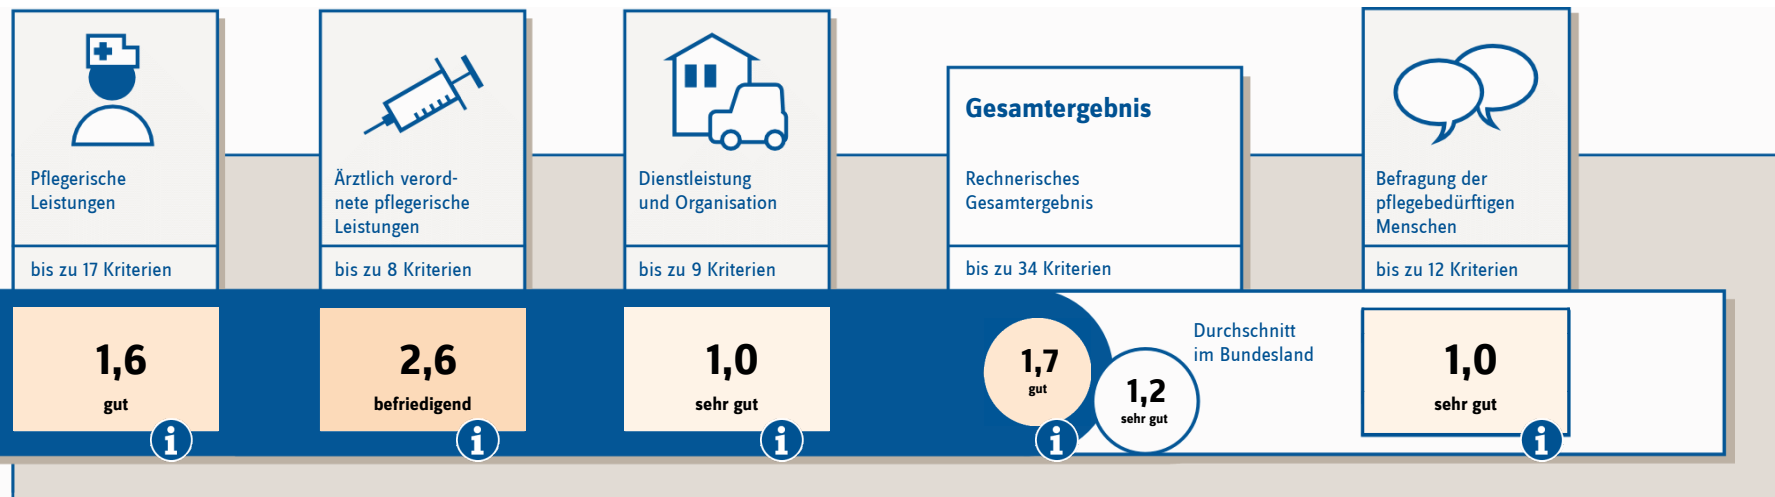 Pflegerische
Leistungen
bis zu 17 Kriterien
1,6
gut
i
Ärztlich verord-
nete pflegerische
Leistungen
bis zu 8 Kriterien
2,6
befriedigend
i
Dienstleistung
und Organisation
bis zu 9 Kriterien
1,0
sehr gut
i
Gesamtergebnis
Rechnerisches
Gesamtergebnis
bis zu 34 Kriterien
1,7
gut
i
1,2
sehr gut
Durchschnitt
im Bundesland
Befragung der
pflegebedürftigen
Menschen
bis zu 12 Kriterien
1,0
sehr gut
i